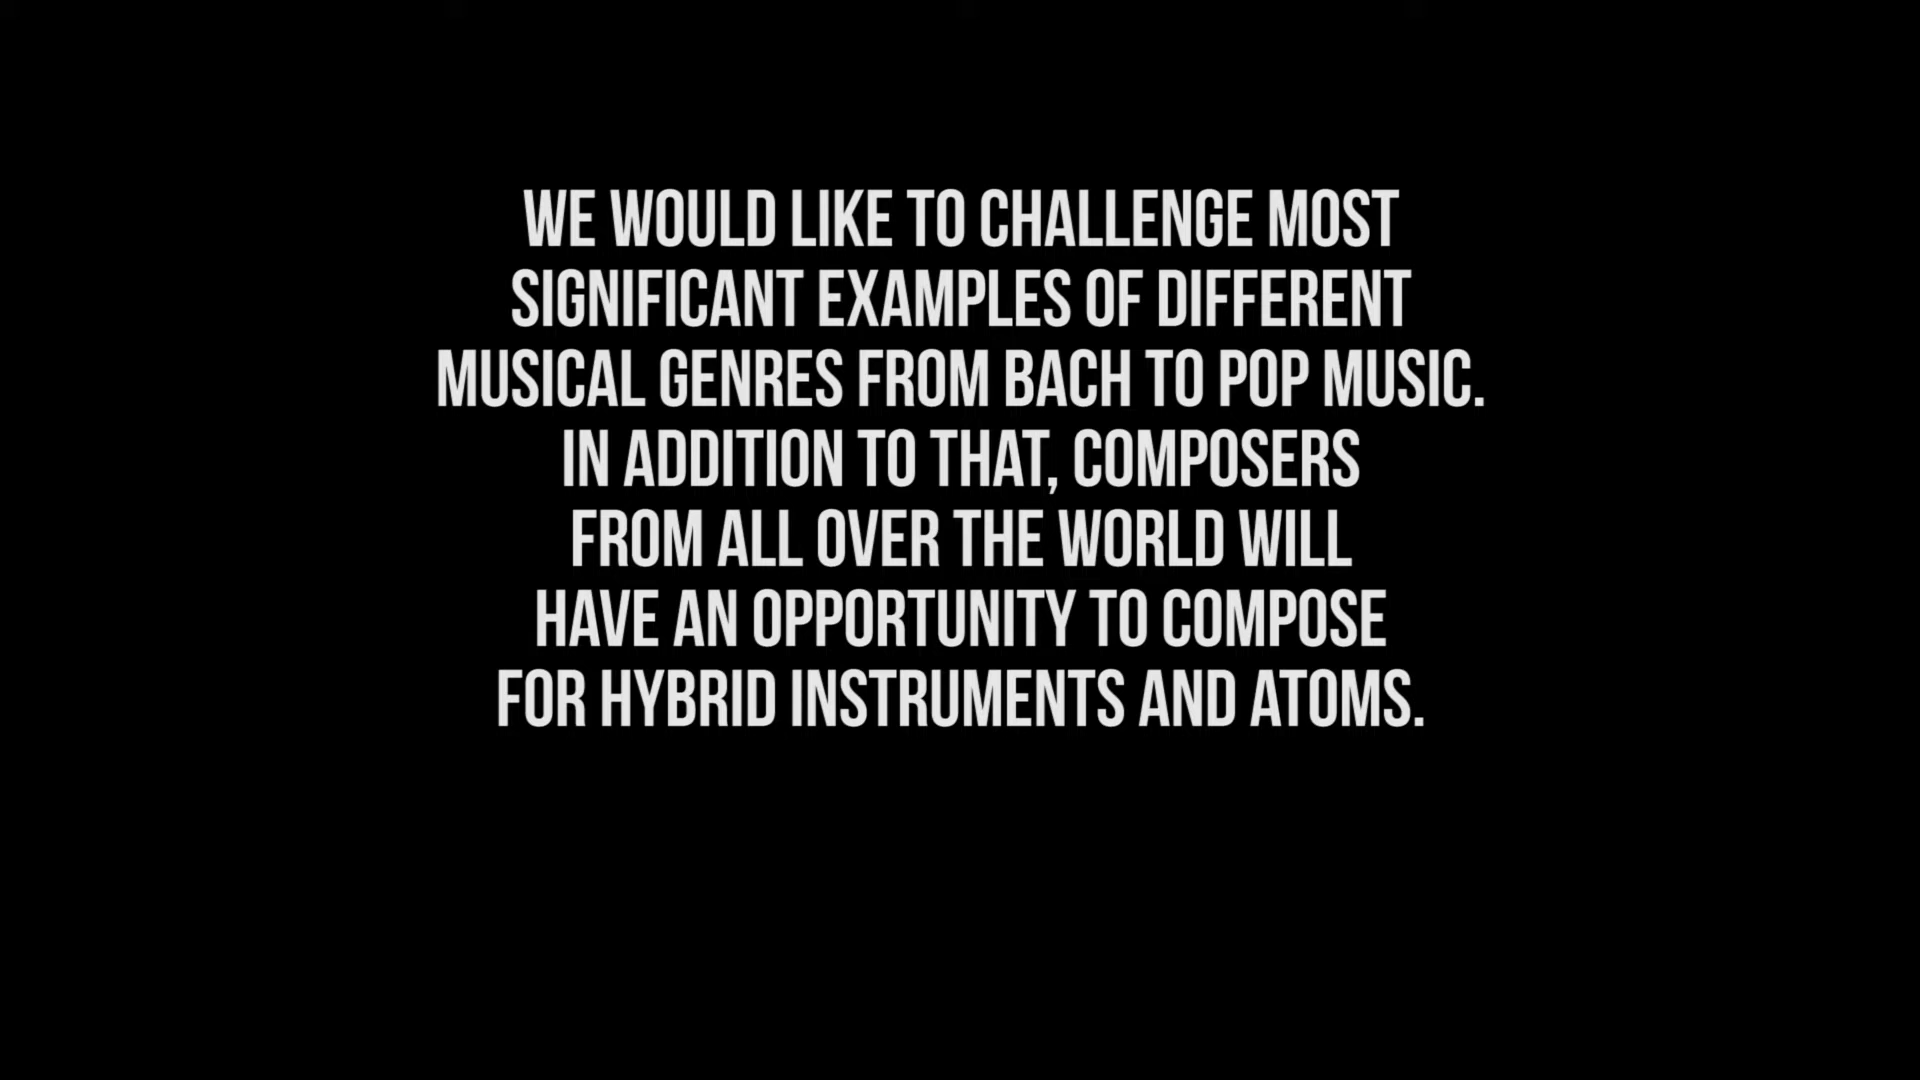 WE WOULD LIKE TO CHALLENGE MOST
SIGNIFICANT EXAMPLES OF DIFFERENT
MUSICAL GENRES FROM BACH TO POP MUSIC.
IN ADDITION TO THAT, COMPOSERS
FROM ALL OVER THE WORLD WILL
HAVE AN OPPORTUNITY TO COMPOSE
FOR HYBRID INSTRUMENTS AND ATOMS.